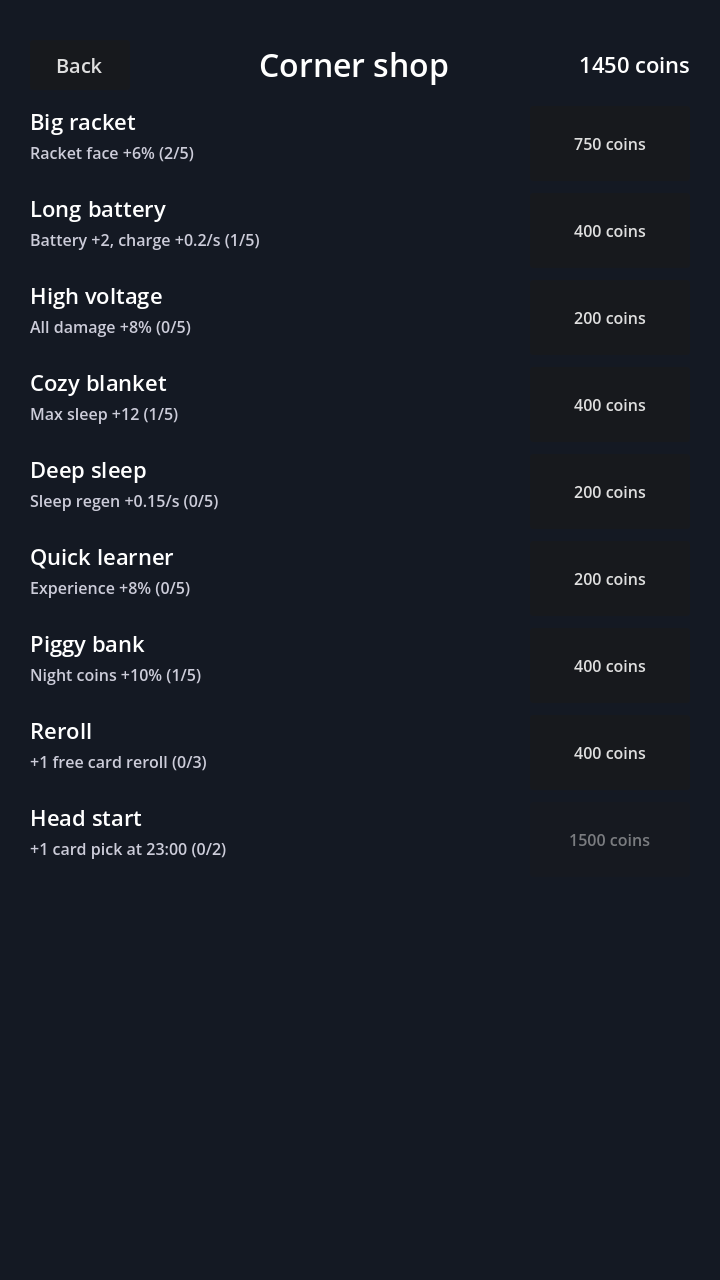 Back
Corner shop
1450 coins
Big racket
Racket face +6% (2/5)
750 coins
Long battery
Battery +2, charge +0.2/s (1/5)
400 coins
High voltage
All damage +8% (0/5)
200 coins
Cozy blanket
Max sleep +12 (1/5)
400 coins
Deep sleep
Sleep regen +0.15/s (0/5)
200 coins
Quick learner
Experience +8% (0/5)
200 coins
Piggy bank
Night coins +10% (1/5)
400 coins
Reroll
+1 free card reroll (0/3)
400 coins
Head start
+1 card pick at 23:00 (0/2)
1500 coins